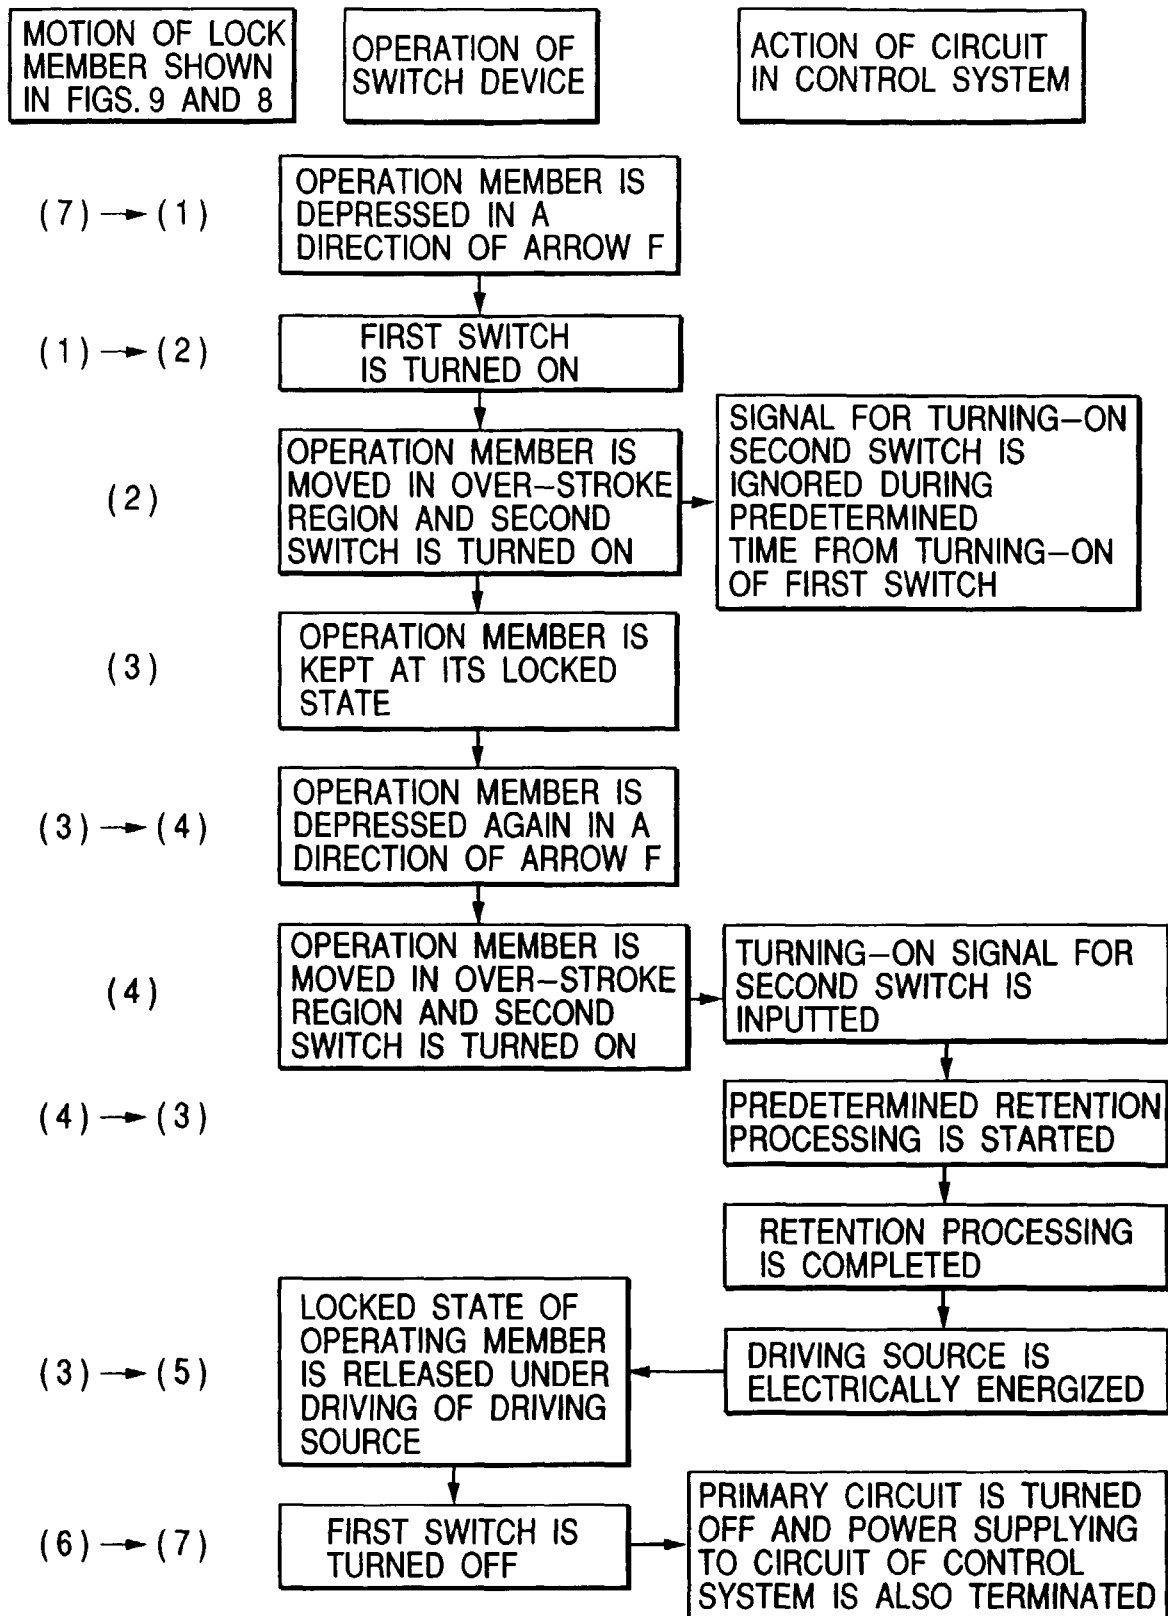 MOTION OF LOCK
MEMBER SHOWN
IN FIGS. 9 AND 8
OPERATION OF
SWITCH DEVICE
ACTION OF CIRCUIT
IN CONTROL SYSTEM
(7) → (1)
OPERATION MEMBER IS
DEPRESSED IN A
DIRECTION OF ARROW F
(1) → (2)
FIRST SWITCH
IS TURNED ON
(2)
OPERATION MEMBER IS
MOVED IN OVER-STROKE
REGION AND SECOND
SWITCH IS TURNED ON
SIGNAL FOR TURNING-ON
SECOND SWITCH IS
IGNORED DURING
PREDETERMINED
TIME FROM TURNING-ON
OF FIRST SWITCH
(3)
OPERATION MEMBER IS
KEPT AT ITS LOCKED
STATE
(3) → (4)
OPERATION MEMBER IS
DEPRESSED AGAIN IN A
DIRECTION OF ARROW F
(4)
OPERATION MEMBER IS
MOVED IN OVER-STROKE
REGION AND SECOND
SWITCH IS TURNED ON
TURNING-ON SIGNAL FOR
SECOND SWITCH IS
INPUTTED
(4) → (3)
PREDETERMINED RETENTION
PROCESSING IS STARTED
RETENTION PROCESSING
IS COMPLETED
(3) → (5)
LOCKED STATE OF
OPERATING MEMBER
IS RELEASED UNDER
DRIVING OF DRIVING
SOURCE
DRIVING SOURCE IS
ELECTRICALLY ENERGIZED
(6) → (7)
FIRST SWITCH IS
TURNED OFF
PRIMARY CIRCUIT IS TURNED
OFF AND POWER SUPPLYING
TO CIRCUIT OF CONTROL
SYSTEM IS ALSO TERMINATED